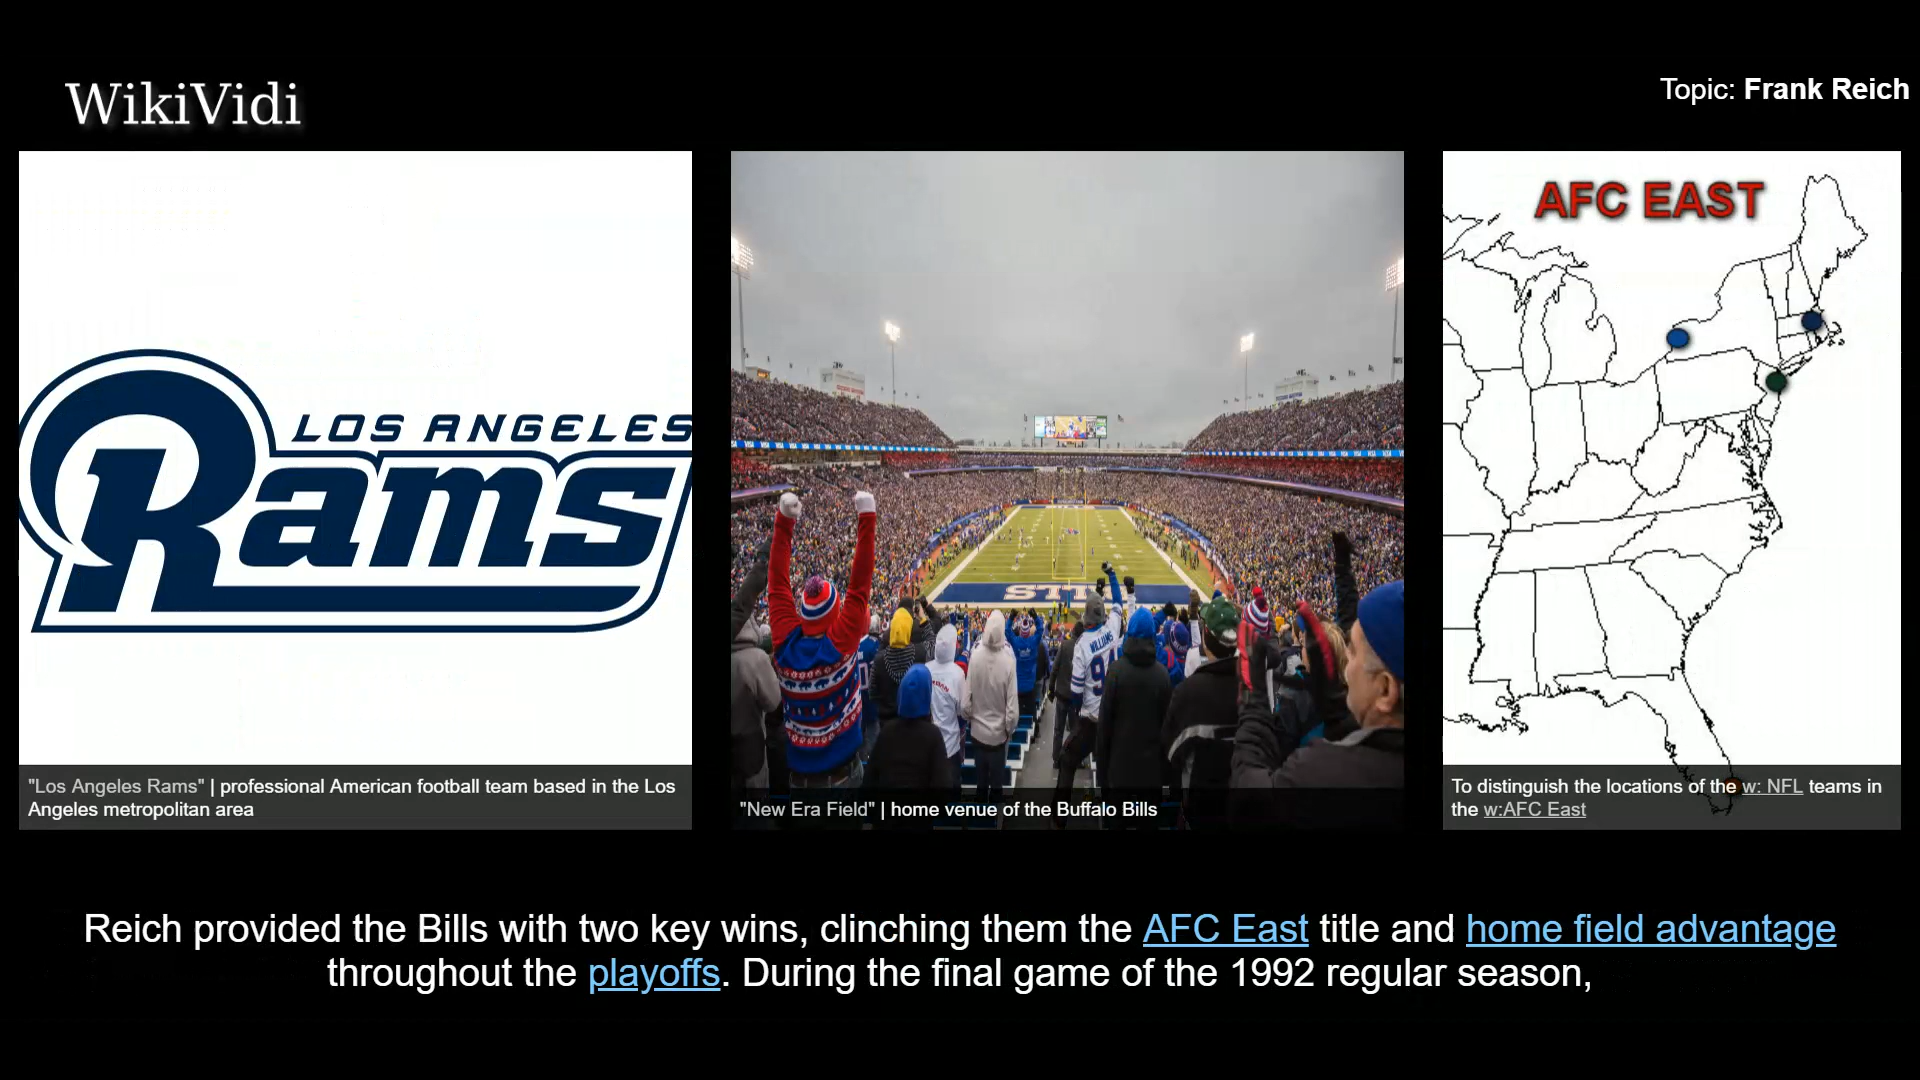 WikiVidi
Topic: Frank Reich
LOS ANGELES
Rams
"Los Angeles Rams" | professional American football team based in the Los
Angeles metropolitan area
BILLS
WILLIAMS
"New Era Field" | home venue of the Buffalo Bills
AFC EAST
To distinguish the locations of the w: NFL teams in
the w:AFC East
Reich provided the Bills with two key wins, clinching them the AFC East title and home field advantage
throughout the playoffs. During the final game of the 1992 regular season,